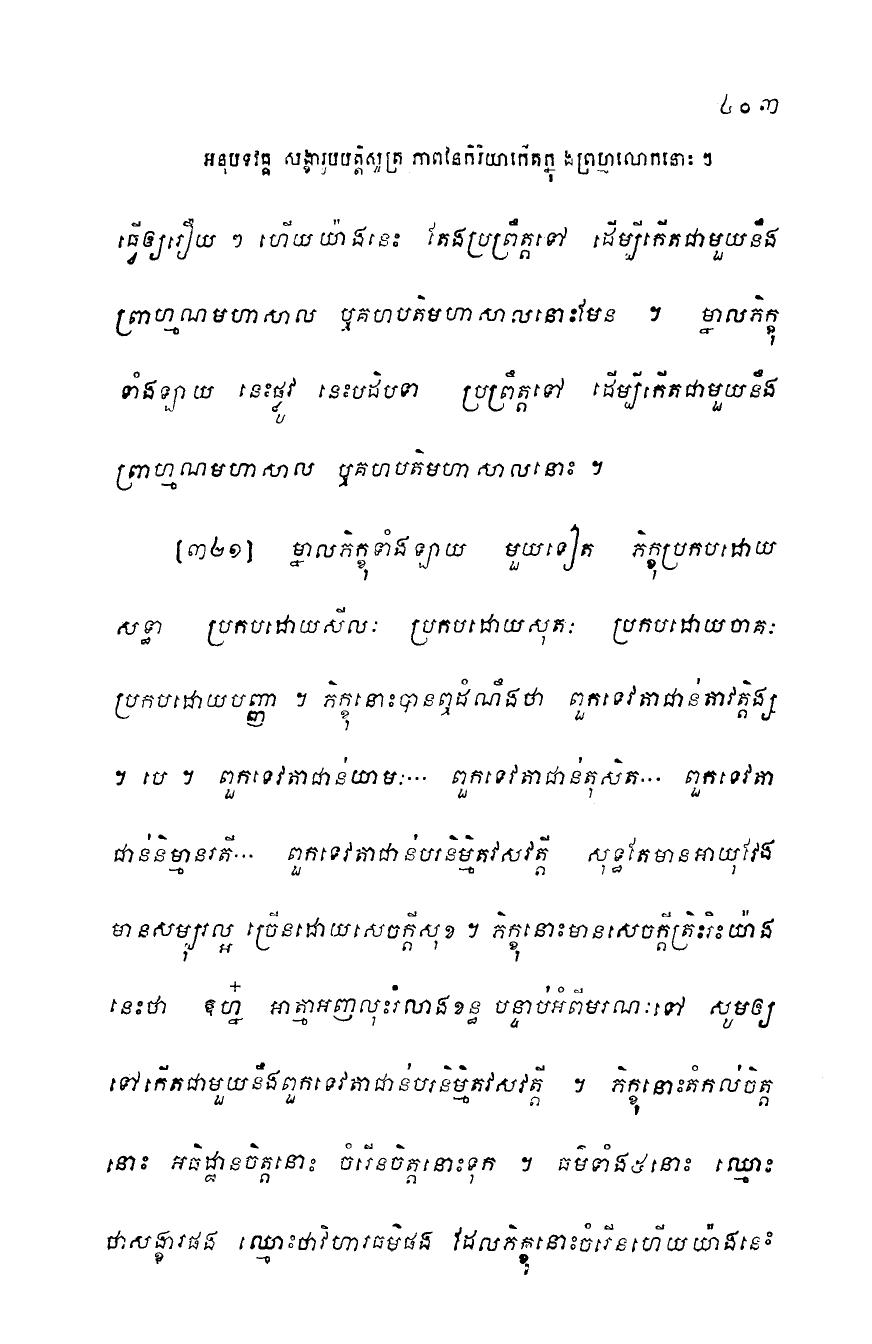 ៤០៣
អនុបទវគ្គ សង្ខារូបបត្តិសូត្រ ភាពនៃកិរិយាកើតក្នុងព្រហ្មលោកនោះ ។
ធ្វើឲ្យរឿយ ៗ ហើយយ៉ាងនេះ តែងប្រព្រឹត្តទៅ ដើម្បីកើតជាមួយនឹង
ព្រាហ្មណមហាសាល ឬគហបតិមហាសាលនោះមែន ។ ម្នាលភិក្ខុ
ទាំងឡាយ នេះផ្លូវ នេះបដិបទា ប្រព្រឹត្តទៅ ដើម្បីកើតជាមួយនឹង
ព្រាហ្មណមហាសាល ឬគហបតិមហាសាលនោះ ។
[៣២១] ម្នាលភិក្ខុទាំងឡាយ មួយទៀត ភិក្ខុប្រកបដោយ
សទ្ធា ប្រកបដោយសីលៈ ប្រកបដោយសុតៈ ប្រកបដោយចាគៈ
ប្រកបដោយបញ្ញា ។ ភិក្ខុនោះបានឮដំណឹងថា ពួកទេវតាជាន់តាវត្តិង្ស
។ បេ ។ ពួកទេវតាជាន់យាមៈ... ពួកទេវតាជាន់តុសិត... ពួកទេវតា
ជាន់និម្មានរតី... ពួកទេវតាជាន់បរនិម្មិតវសវត្តី សុទ្ធតែមានអាយុវែង
មានសម្បុរល្អ ច្រើនដោយសេចក្តីសុខ ។ ភិក្ខុនោះមានសេចក្តីត្រិះរិះយ៉ាង
នេះថា ឱហ្ន៎ អាត្មាអញលុះរំលាងខន្ធ បន្ទាប់អំពីមរណៈទៅ សូមឲ្យ
ទៅកើតជាមួយនឹងពួកទេវតាជាន់បរនិម្មិតវសវត្តី ។ ភិក្ខុនោះតំកល់ចិត្ត
នោះ អធិដ្ឋានចិត្តនោះ ចំរើនចិត្តនោះទុក ។ ធម៌ទាំង៥នោះ ឈ្មោះ
ថាសង្ខារផង ឈ្មោះថាវិហារធម៌ផង ដែលភិក្ខុនោះចំរើនហើយយ៉ាងនេះ